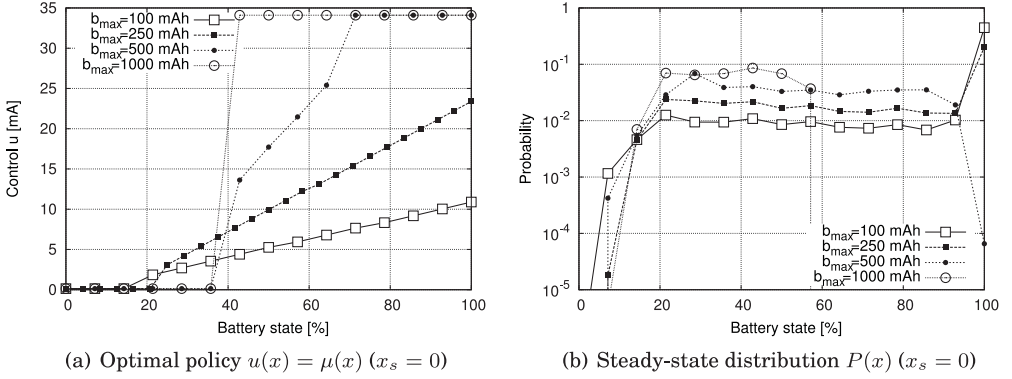 35
30
25
20
15
10
5
0
Control u [mA]
b_max=100 mAh
b_max=250 mAh
b_max=500 mAh
b_max=1000 mAh
0 20 40 60 80 100
Battery state [%]
(a) Optimal policy u(x) = μ(x) (x_s = 0)
1
10^-1
10^-2
10^-3
10^-4
10^-5
Probability
b_max=100 mAh
b_max=250 mAh
b_max=500 mAh
b_max=1000 mAh
0 20 40 60 80 100
Battery state [%]
(b) Steady-state distribution P(x) (x_s = 0)